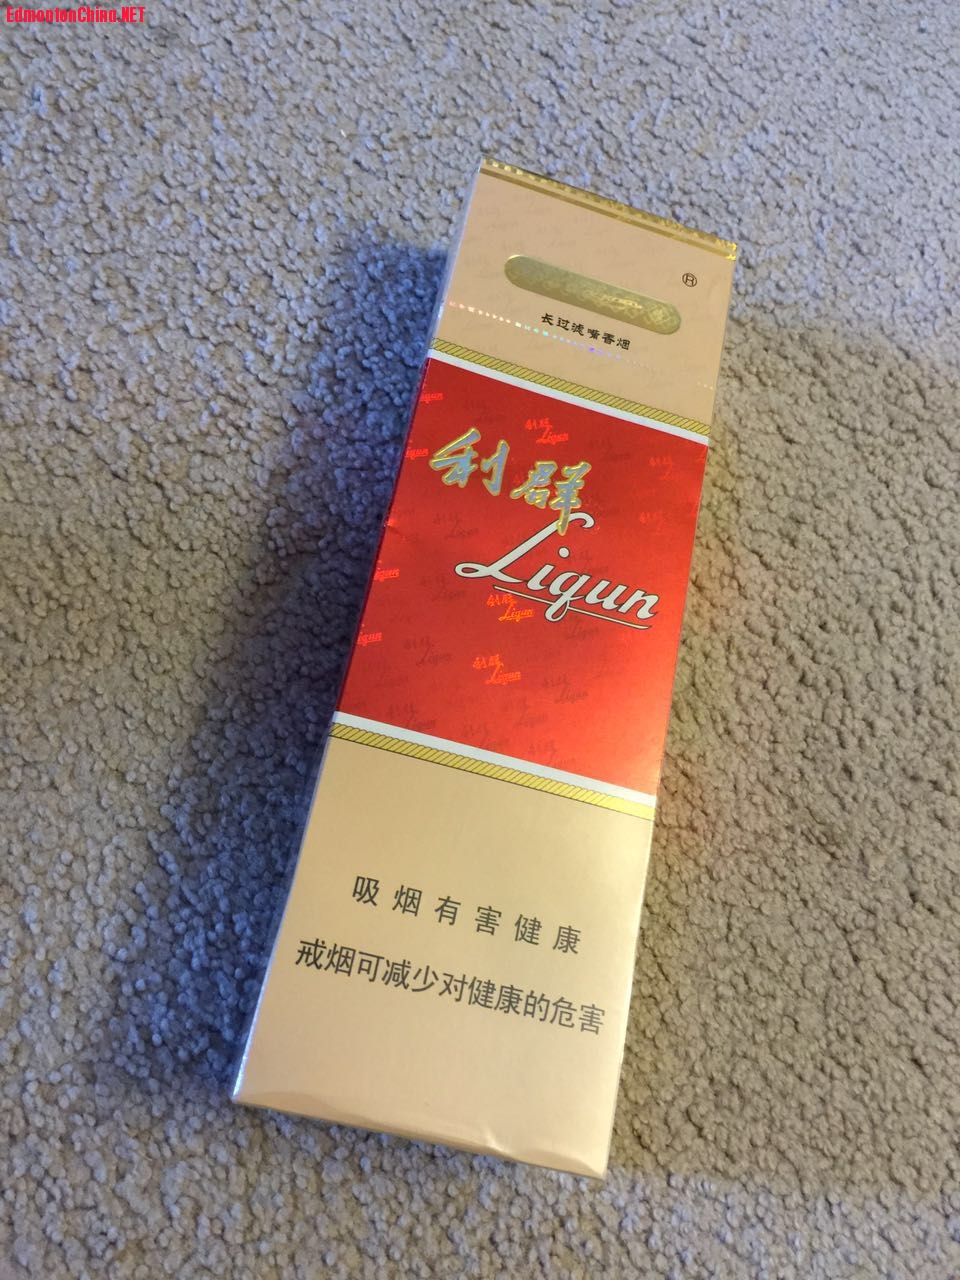 EdmontonChina.NET
长过滤嘴香烟
利群
Liqun
吸烟有害健康
戒烟可减少对健康的危害